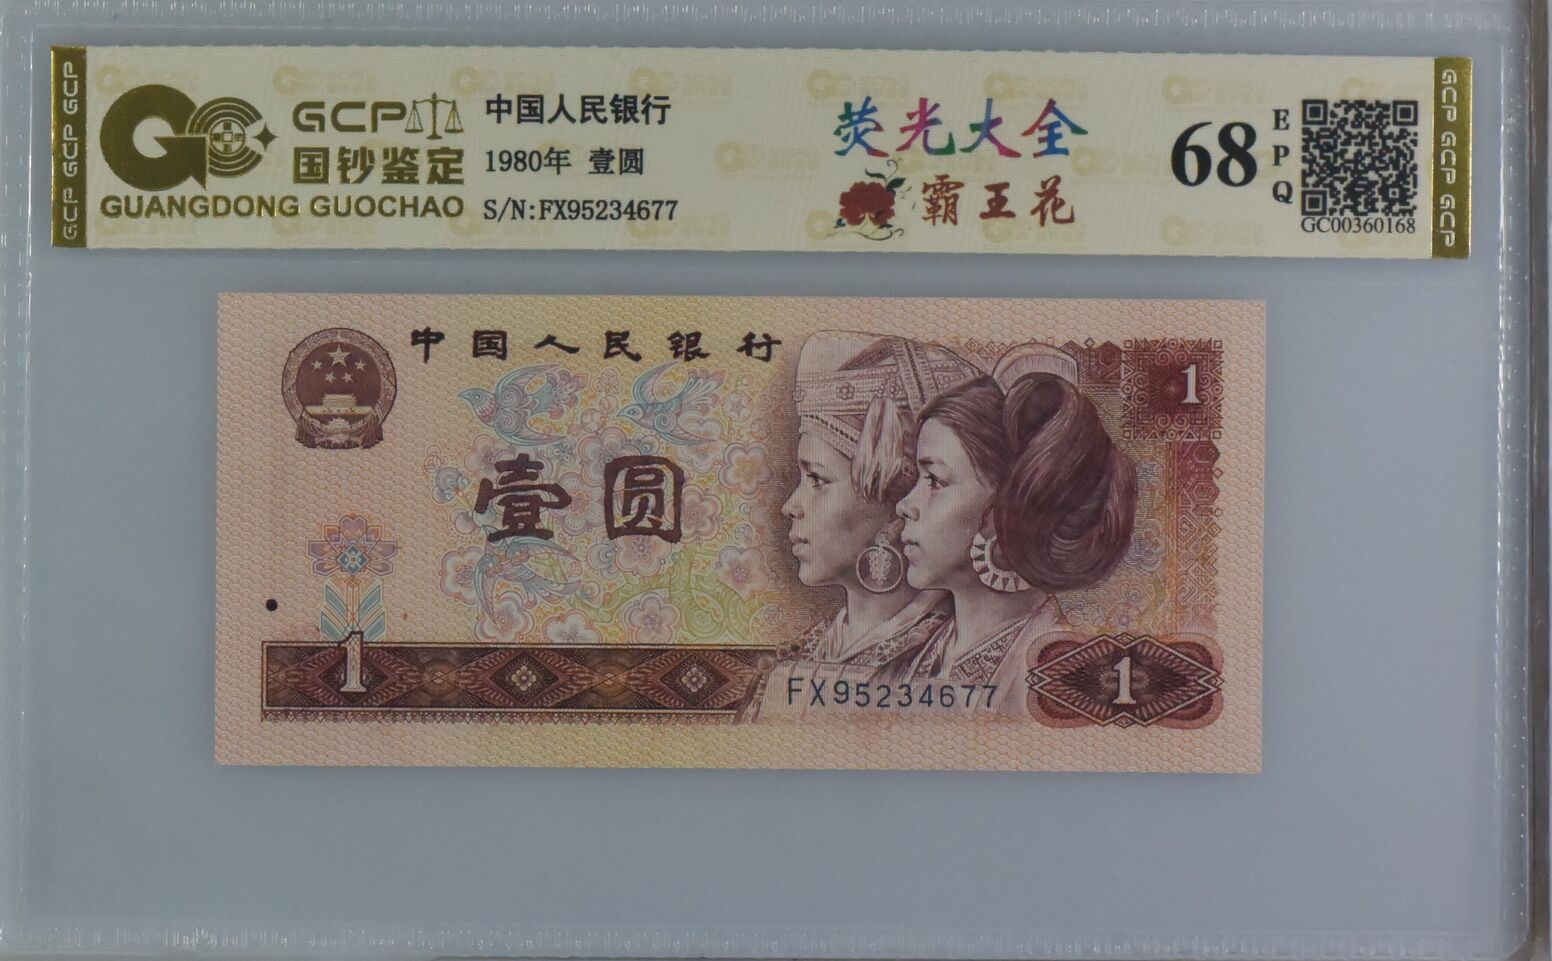 GCP GCP GCP
GCP
国钞鉴定
GUANGDONG GUOCHAO
中国人民银行
1980年 壹圆
S/N:FX95234677
荧光大全
霸王花
68
EPQ
GC00360168
GCP GCP GCP
中国人民银行
1
壹圆
1
FX95234677
1